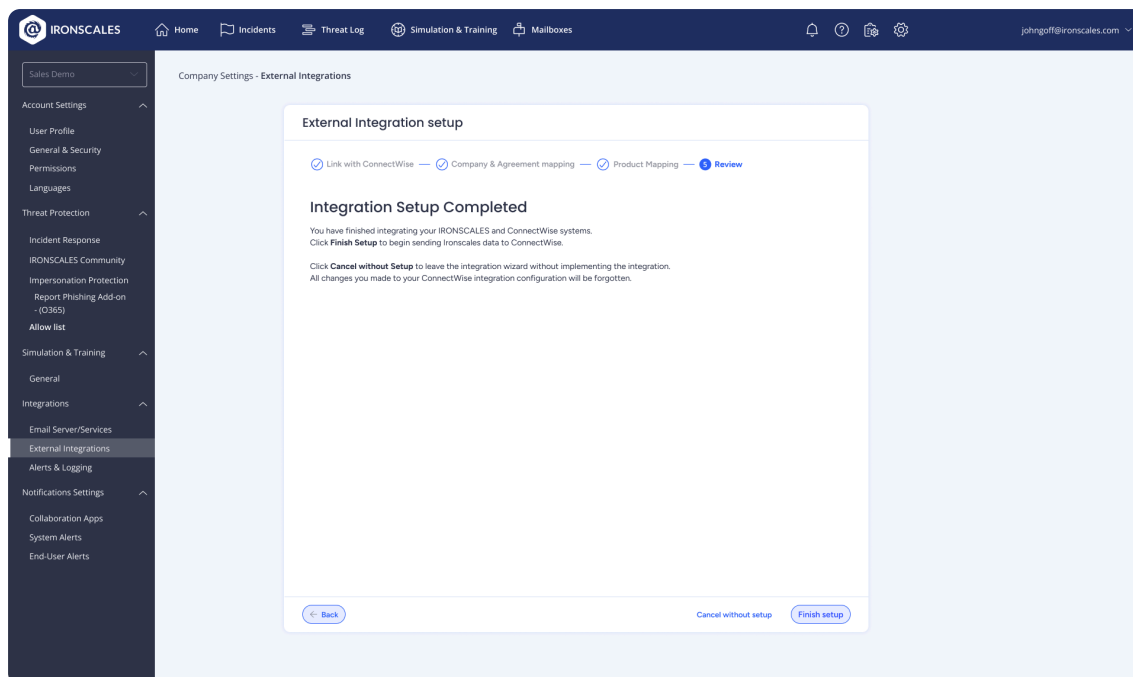 IRONSCALES
Home
Incidents
Threat Log
Simulation & Training
Mailboxes
johngoff@ironscales.com
Sales Demo
Account Settings
User Profile
General & Security
Permissions
Languages
Threat Protection
Incident Response
IRONSCALES Community
Impersonation Protection
Report Phishing Add-on
- (O365)
Allow list
Simulation & Training
General
Integrations
Email Server/Services
External Integrations
Alerts & Logging
Notifications Settings
Collaboration Apps
System Alerts
End-User Alerts
Company Settings - External Integrations
External Integration setup
Link with ConnectWise
Company & Agreement mapping
Product Mapping
5 Review
Integration Setup Completed
You have finished integrating your IRONSCALES and ConnectWise systems.
Click Finish Setup to begin sending Ironscales data to ConnectWise.
Click Cancel without Setup to leave the integration wizard without implementing the integration.
All changes you made to your ConnectWise integration configuration will be forgotten.
Back
Cancel without setup
Finish setup